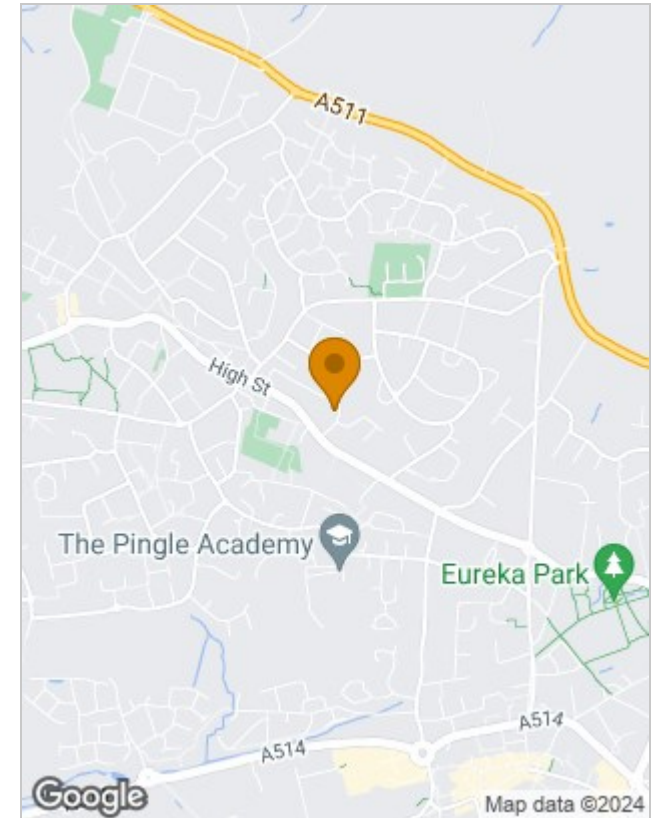 A511
High St
The Pingle Academy
Eureka Park
A514
A514
Google
Map data ©2024